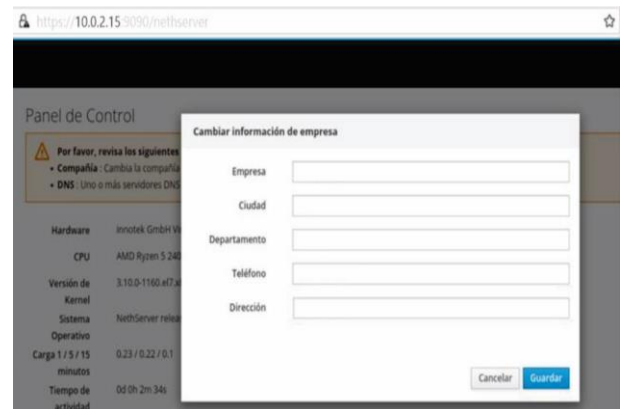 https://10.0.2.15:9090/nethserver
Panel de Control
Por favor, revisa los siguientes
• Compañía : Cambia la compañía
• DNS : Uno o más servidores DNS
Hardware innotek GmbH Vi
CPU AMD Ryzen 5 240
Versión de Kernel 3.10.0-1160.el7.x
Sistema Operativo NethServer relea
Carga 1 / 5 / 15 minutos 0.23 / 0.22 / 0.1
Tiempo de actividad 0d 0h 2m 34s
Cambiar información de empresa
Empresa
Ciudad
Departamento
Teléfono
Dirección
Cancelar Guardar